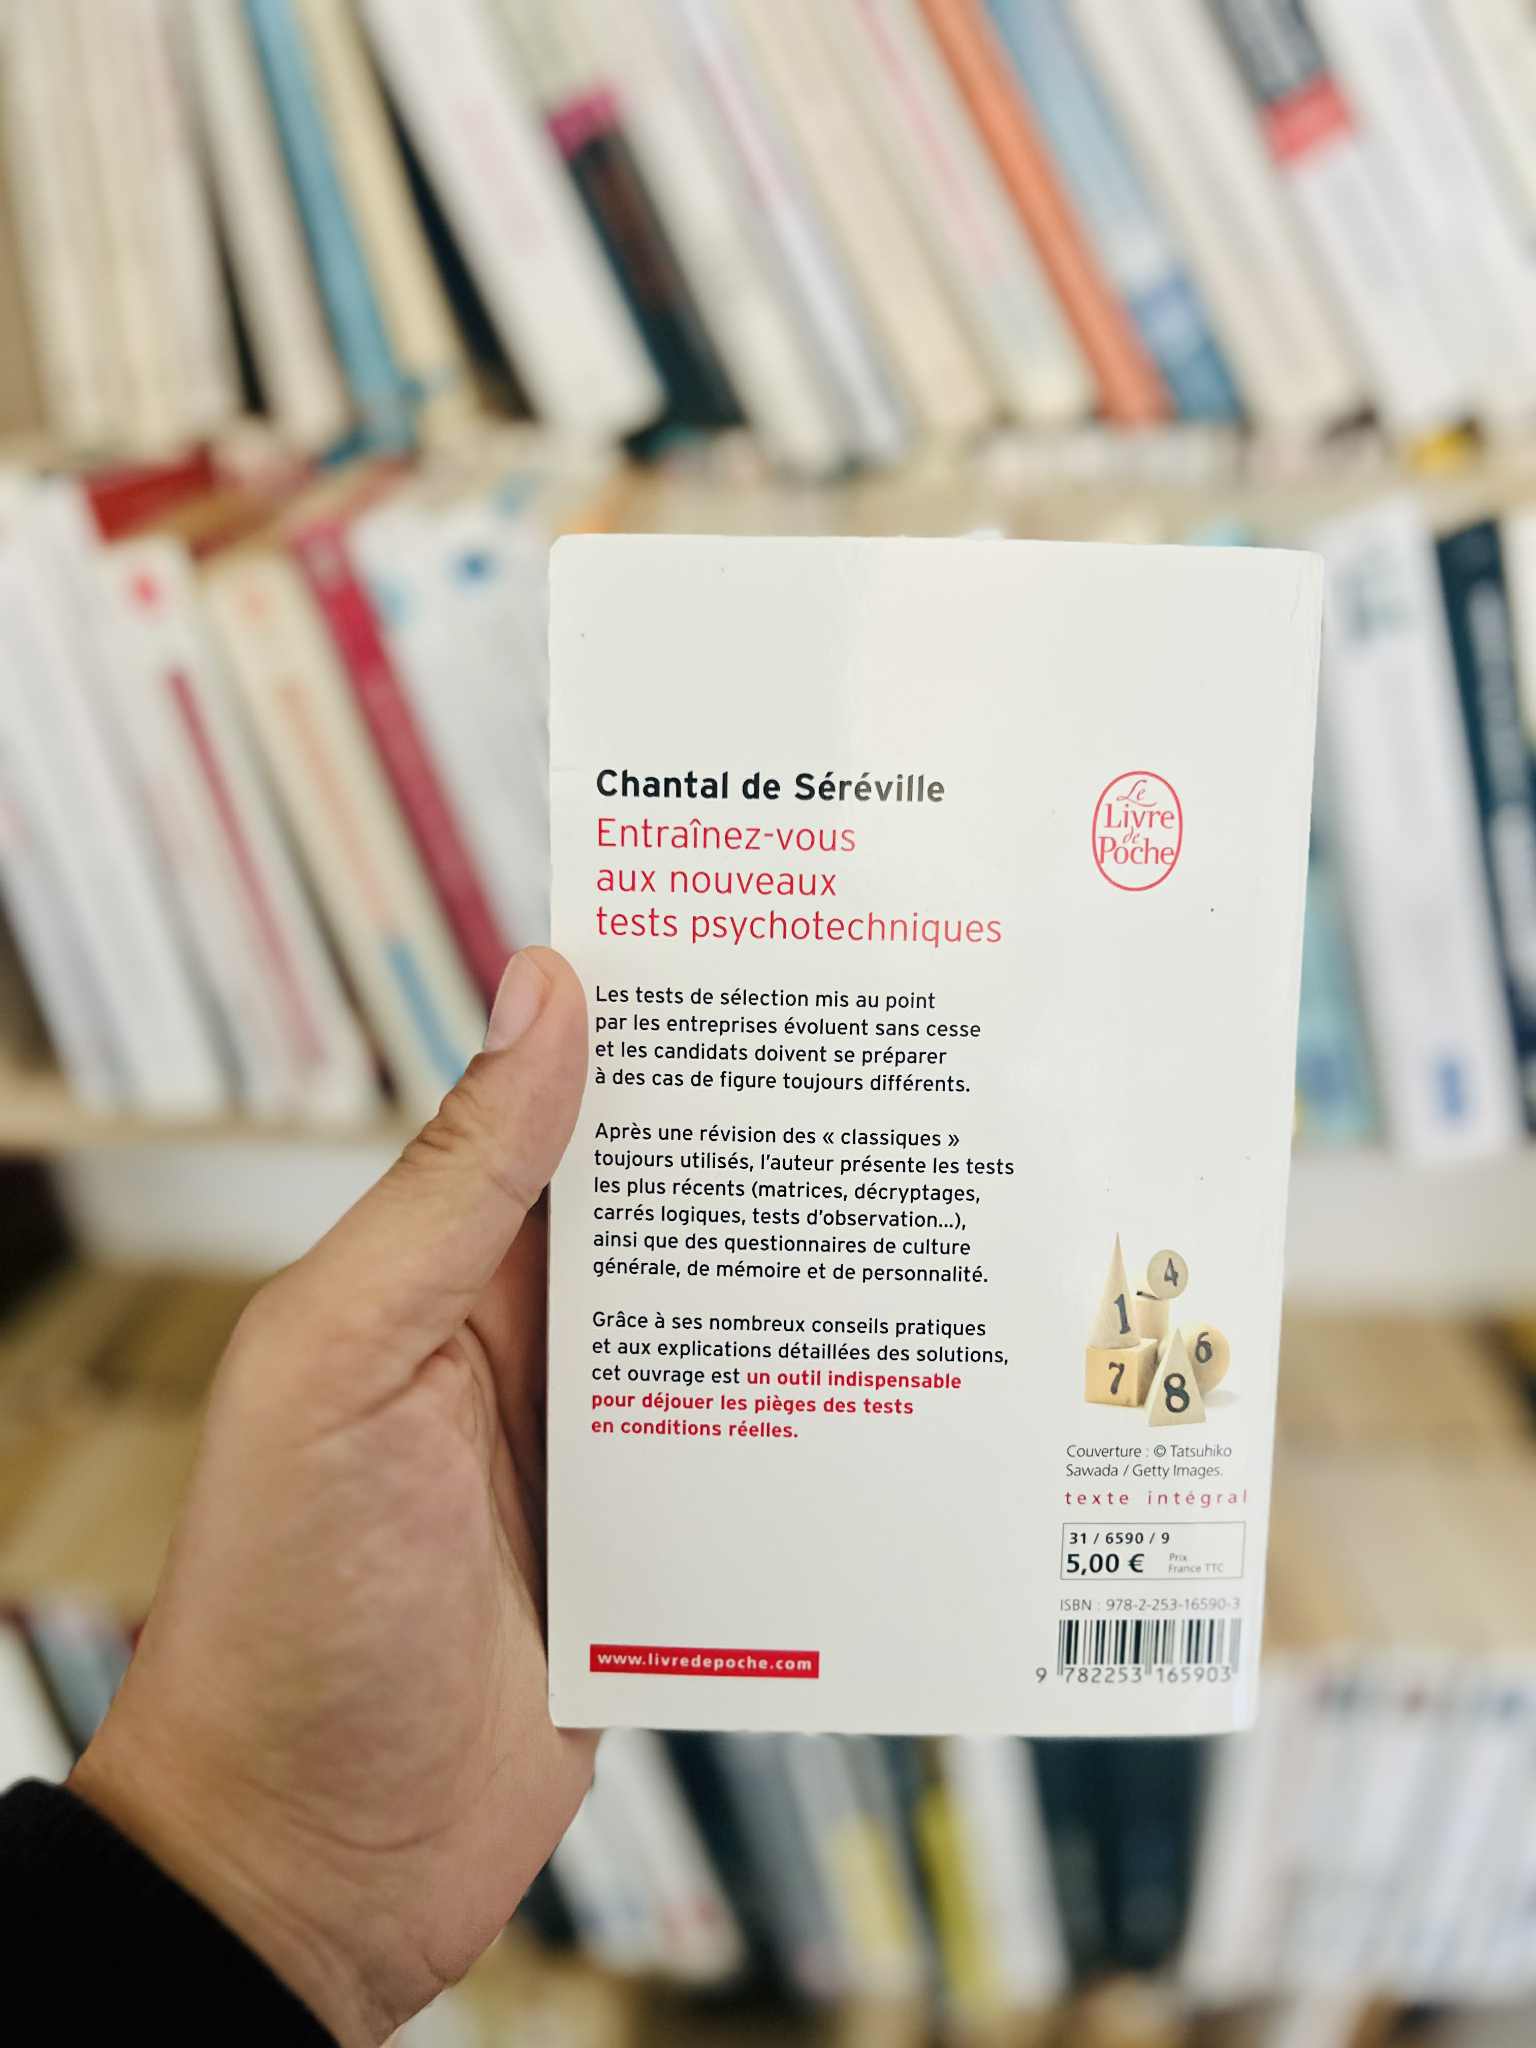 Chantal de Séréville
Entraînez-vous
aux nouveaux
tests psychotechniques
Le
Livre
de
Poche
Les tests de sélection mis au point
par les entreprises évoluent sans cesse
et les candidats doivent se préparer
à des cas de figure toujours différents.
Après une révision des « classiques »
toujours utilisés, l'auteur présente les tests
les plus récents (matrices, décryptages,
carrés logiques, tests d'observation...),
ainsi que des questionnaires de culture
générale, de mémoire et de personnalité.
Grâce à ses nombreux conseils pratiques
et aux explications détaillées des solutions,
cet ouvrage est un outil indispensable
pour déjouer les pièges des tests
en conditions réelles.
4
1
6
7
8
Couverture : © Tatsuhiko
Sawada / Getty Images.
texte intégral
31 / 6590 / 9
5,00 € Prix
France TTC
ISBN : 978-2-253-16590-3
9 782253 165903
www.livredepoche.com